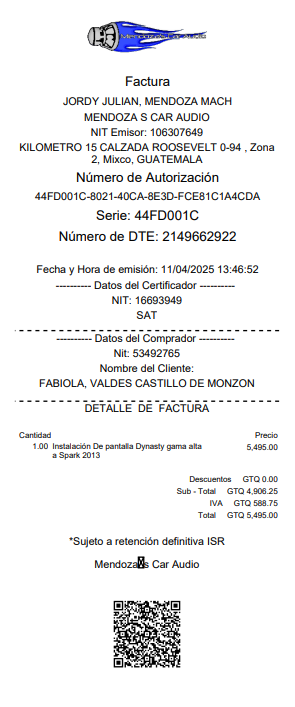 Mendoza's Car Audio
Factura
JORDY JULIAN, MENDOZA MACH
MENDOZA S CAR AUDIO
NIT Emisor: 106307649
KILOMETRO 15 CALZADA ROOSEVELT 0-94 , Zona
2, Mixco, GUATEMALA
Número de Autorización
44FD001C-8021-40CA-8E3D-FCE81C1A4CDA
Serie: 44FD001C
Número de DTE: 2149662922
Fecha y Hora de emisión: 11/04/2025 13:46:52
---------- Datos del Certificador ----------
NIT: 16693949
SAT
---------- Datos del Comprador ----------
Nit: 53492765
Nombre del Cliente:
FABIOLA, VALDES CASTILLO DE MONZON
DETALLE DE FACTURA
Cantidad Precio
1.00 Instalación De pantalla Dynasty gama alta 5,495.00
a Spark 2013
Descuentos GTQ 0.00
Sub - Total GTQ 4,906.25
IVA GTQ 588.75
Total GTQ 5,495.00
*Sujeto a retención definitiva ISR
Mendoza s Car Audio